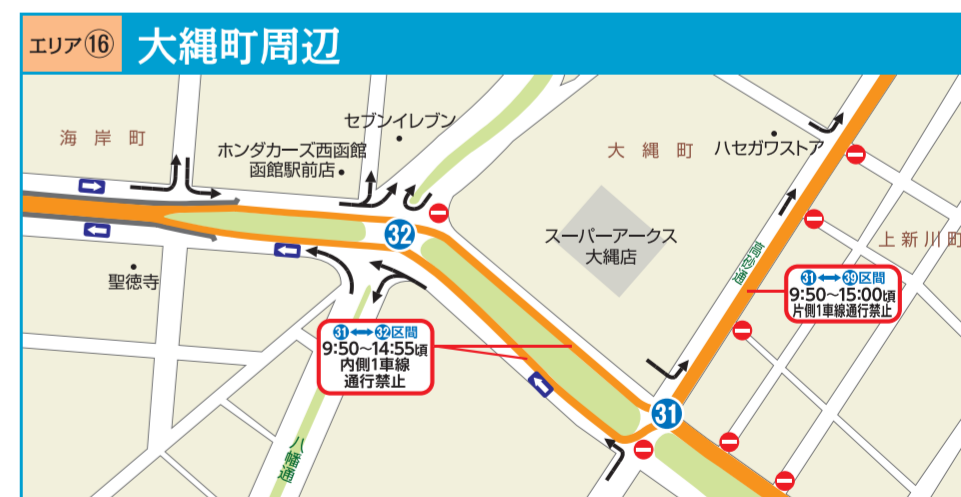 エリア⑯ 大縄町周辺
海岸町
セブンイレブン
ホンダカーズ西函館
函館駅前店
大縄町
ハセガワストア
32
スーパーアークス
大縄店
上新川町
高砂通
聖徳寺
31⟷39区間
9:50～15:00頃
片側1車線通行禁止
31⟷32区間
9:50～14:55頃
内側1車線
通行禁止
31
八幡通